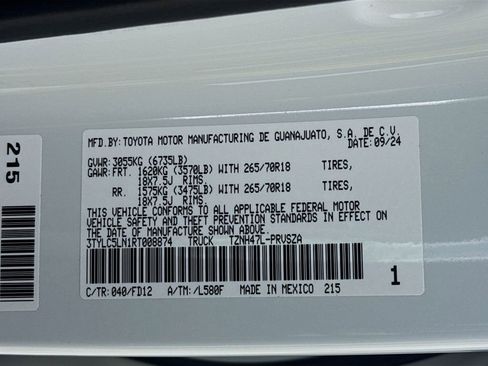 215
MFD.BY:TOYOTA MOTOR MANUFACTURING DE GUANAJUATO, S.A. DE C.V.
DATE: 09/24
GVWR: 3055KG (6735LB)
GAWR: FRT. 1620KG (3570LB) WITH 265/70R18 TIRES,
18X7.5J RIMS.
RR. 1575KG (3475LB) WITH 265/70R18 TIRES,
18X7.5J RIMS.
THIS VEHICLE CONFORMS TO ALL APPLICABLE FEDERAL MOTOR
VEHICLE SAFETY AND THEFT PREVENTION STANDARDS IN EFFECT ON
THE DATE OF MANUFACTURE SHOWN ABOVE.
3TYLC5LN1RT000874 TRUCK TZNH47L-PRVSZA
1
C/TR: 040/FD12 A/TM: /L580F MADE IN MEXICO 215